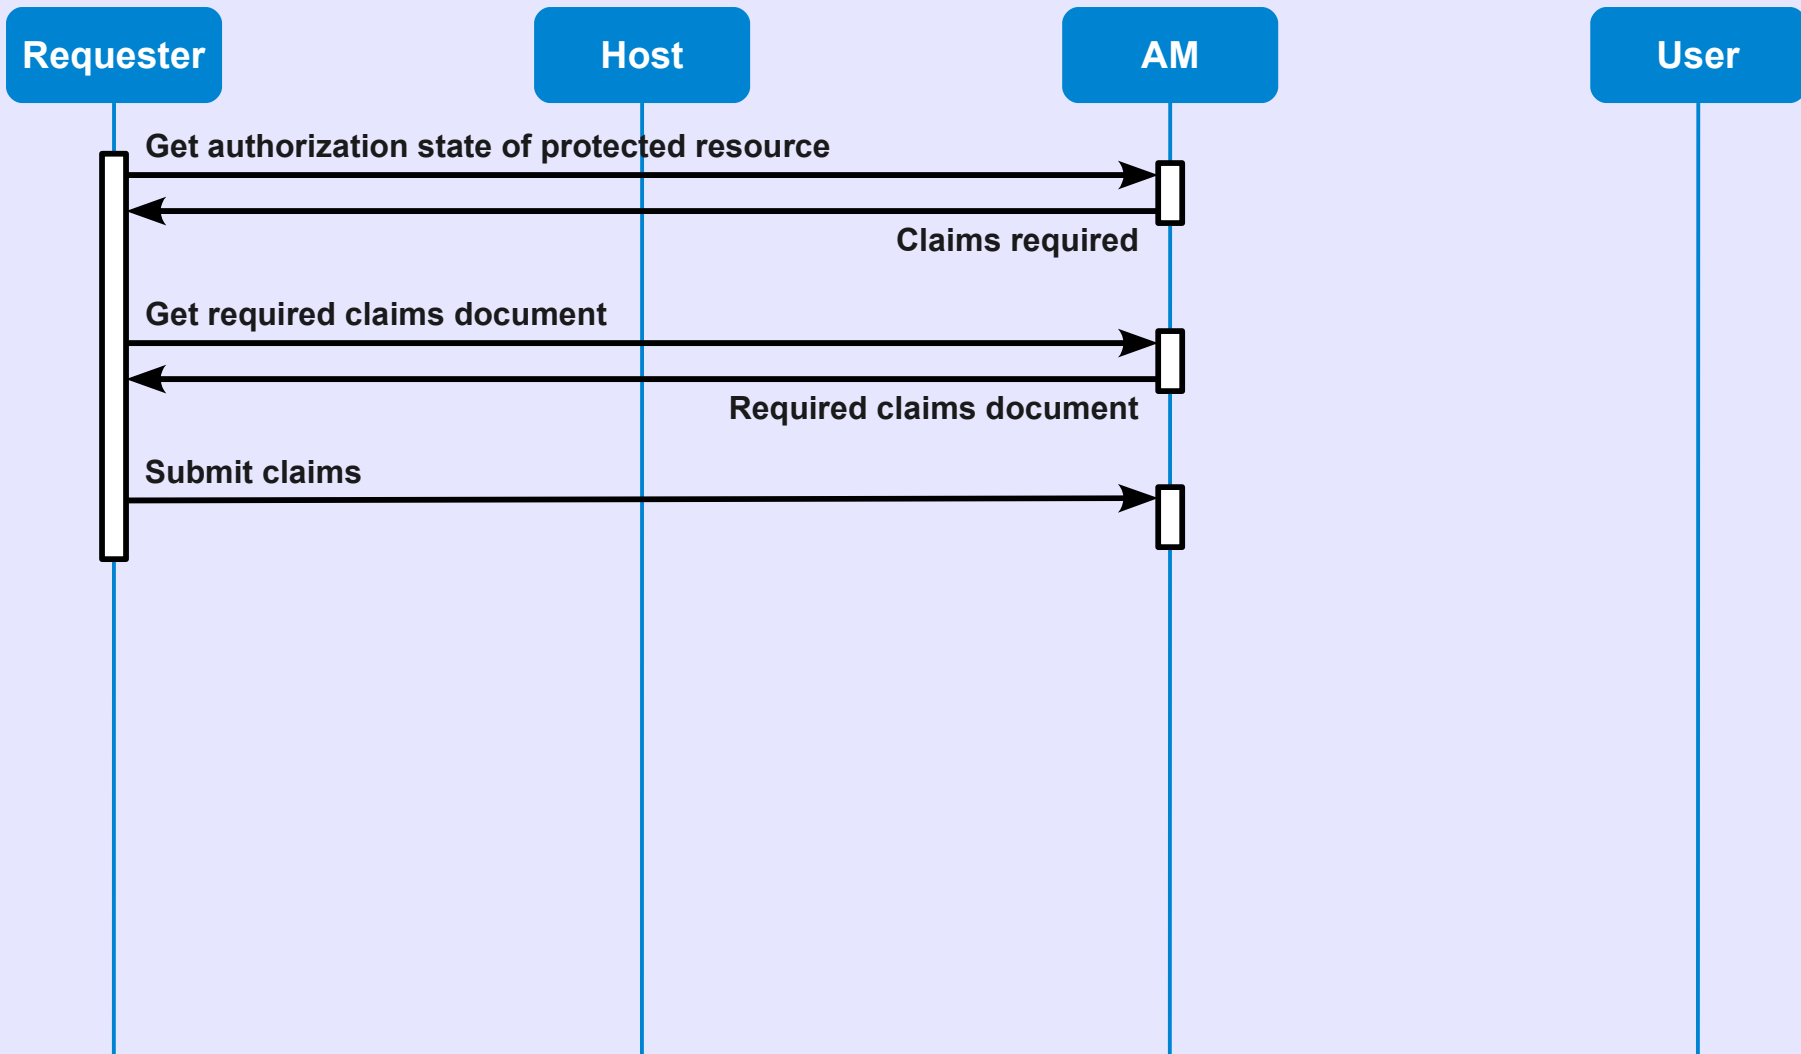 Requester
Host
AM
User
Get authorization state of protected resource
Claims required
Get required claims document
Required claims document
Submit claims